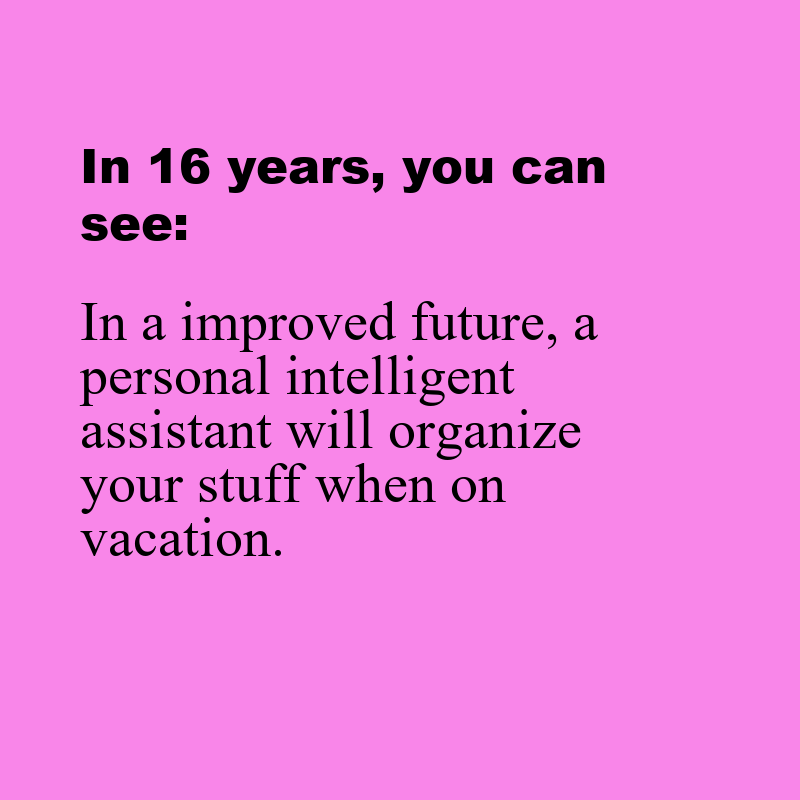 In 16 years, you can
see:
In a improved future, a
personal intelligent
assistant will organize
your stuff when on
vacation.